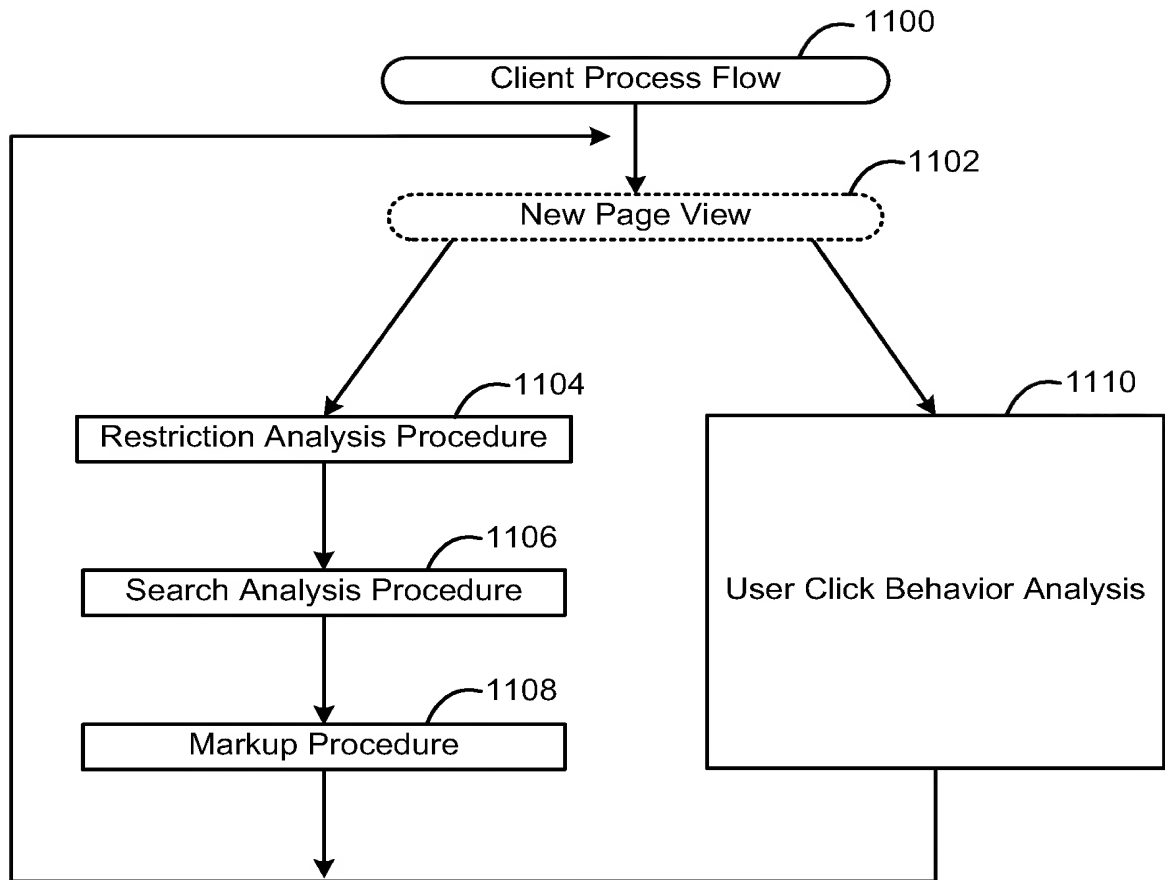 1100
Client Process Flow
1102
New Page View
1104
Restriction Analysis Procedure
1110
1106
Search Analysis Procedure
User Click Behavior Analysis
1108
Markup Procedure